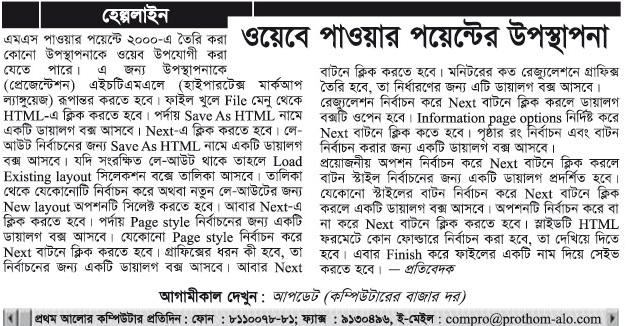 হেল্পলাইন
ওয়েবে পাওয়ার পয়েন্টের উপস্থাপনা
এমএস পাওয়ার পয়েন্টে ২০০০-এ তৈরি করা
কোনো উপস্থাপনাকে ওয়েব উপযোগী করা
যেতে পারে। এ জন্য উপস্থাপনাকে
(প্রেজেন্টেশন) এইচটিএমএলে (হাইপারটেক্স মার্কআপ
ল্যাঙ্গুয়েজ) রূপান্তর করতে হবে। ফাইল খুলে File মেনু থেকে
HTML-এ ক্লিক করতে হবে। পর্দায় Save As HTML নামে
একটি ডায়ালগ বক্স আসবে। Next-এ ক্লিক করতে হবে। লে-
আউট নির্বাচনের জন্য Save As HTML নামে একটি ডায়ালগ
বক্স আসবে। যদি সংরক্ষিত লে-আউট থাকে তাহলে Load
Existing layout সিলেকশন বক্সে তালিকা আসবে। তালিকা
থেকে যেকোনোটি নির্বাচন করে অথবা নতুন লে-আউটের জন্য
New layout অপশনটি সিলেক্ট করতে হবে। আবার Next-এ
ক্লিক করতে হবে। পর্দায় Page style নির্বাচনের জন্য একটি
ডায়ালগ বক্স আসবে। যেকোনো Page style নির্বাচন করে
Next বাটনে ক্লিক করতে হবে। গ্রাফিক্সের ধরন কী হবে, তা
নির্বাচনের জন্য একটি ডায়ালগ বক্স আসবে। আবার Next
বাটনে ক্লিক করতে হবে। মনিটরের কত রেজ্যুলেশনে গ্রাফিক্স
তৈরি হবে, তা নির্ধারণের জন্য এটি ডায়ালগ বক্স আসবে।
রেজ্যুলেশন নির্বাচন করে Next বাটনে ক্লিক করলে ডায়ালগ
বক্সটি ওপেন হবে। Information page options নির্দিষ্ট করে
Next বাটনে ক্লিক কতে হবে। পৃষ্ঠার রং নির্বাচন এবং বাটন
নির্বাচন করার জন্য একটি ডায়ালগ বক্স আসবে।
প্রয়োজনীয় অপশন নির্বাচন করে Next বাটনে ক্লিক করলে
বাটন স্টাইল নির্বাচনের জন্য একটি ডায়ালগ প্রদর্শিত হবে।
যেকোনো স্টাইলের বাটন নির্বাচন করে Next বাটনে ক্লিক
করলে একটি ডায়ালগ বক্স আসবে। অপশনটি নির্বাচন করে বা
না করে Next বাটনে ক্লিক করতে হবে। স্লাইডটি HTML
ফরমেটে কোন ফোল্ডারে নির্বাচন করা হবে, তা দেখিয়ে দিতে
হবে। এবার Finish করে ফাইলের একটি নাম দিয়ে সেইভ
করতে হবে। — প্রতিবেদক
আগামীকাল দেখুন : আপডেট (কম্পিউটারের বাজার দর)
প্রথম আলোর কম্পিউটার প্রতিদিন : ফোন : ৮১১০০৭৮-৮১; ফ্যাক্স : ৯১৩০৪৯৬, ই-মেইল : compro@prothom-alo.com